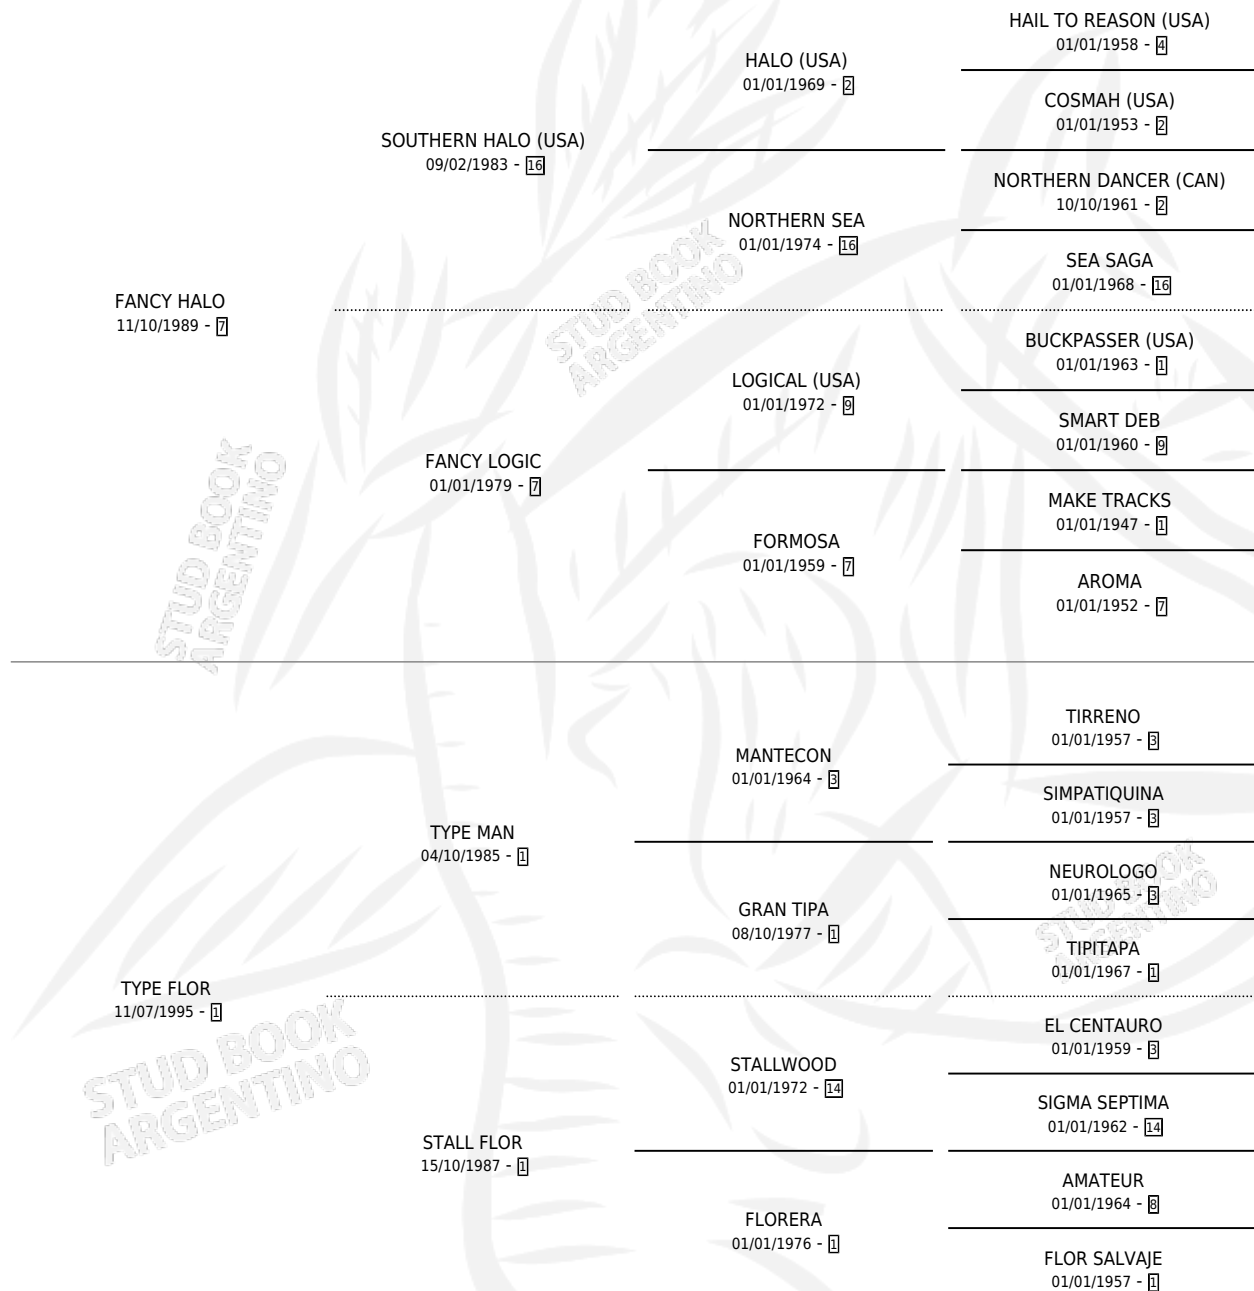 HAIL TO REASON (USA)
01/01/1958 - 4
HALO (USA)
01/01/1969 - 2
COSMAH (USA)
01/01/1953 - 2
SOUTHERN HALO (USA)
09/02/1983 - 16
NORTHERN DANCER (CAN)
10/10/1961 - 2
NORTHERN SEA
01/01/1974 - 16
SEA SAGA
01/01/1968 - 16
FANCY HALO
11/10/1989 - 7
BUCKPASSER (USA)
01/01/1963 - 1
LOGICAL (USA)
01/01/1972 - 9
SMART DEB
01/01/1960 - 9
FANCY LOGIC
01/01/1979 - 7
MAKE TRACKS
01/01/1947 - 1
FORMOSA
01/01/1959 - 7
AROMA
01/01/1952 - 7
TIRRENO
01/01/1957 - 3
MANTECON
01/01/1964 - 3
SIMPATIQUINA
01/01/1957 - 3
TYPE MAN
04/10/1985 - 1
NEUROLOGO
01/01/1965 - 3
GRAN TIPA
08/10/1977 - 1
TIPITAPA
01/01/1967 - 1
TYPE FLOR
11/07/1995 - 1
EL CENTAURO
01/01/1959 - 3
STALLWOOD
01/01/1972 - 14
SIGMA SEPTIMA
01/01/1962 - 14
STALL FLOR
15/10/1987 - 1
AMATEUR
01/01/1964 - 8
FLORERA
01/01/1976 - 1
FLOR SALVAJE
01/01/1957 - 1
STUD BOOK
ARGENTINO
STUD BOOK
ARGENTINO
STUD BOOK
ARGENTINO
STUD BOOK
ARGENTINO